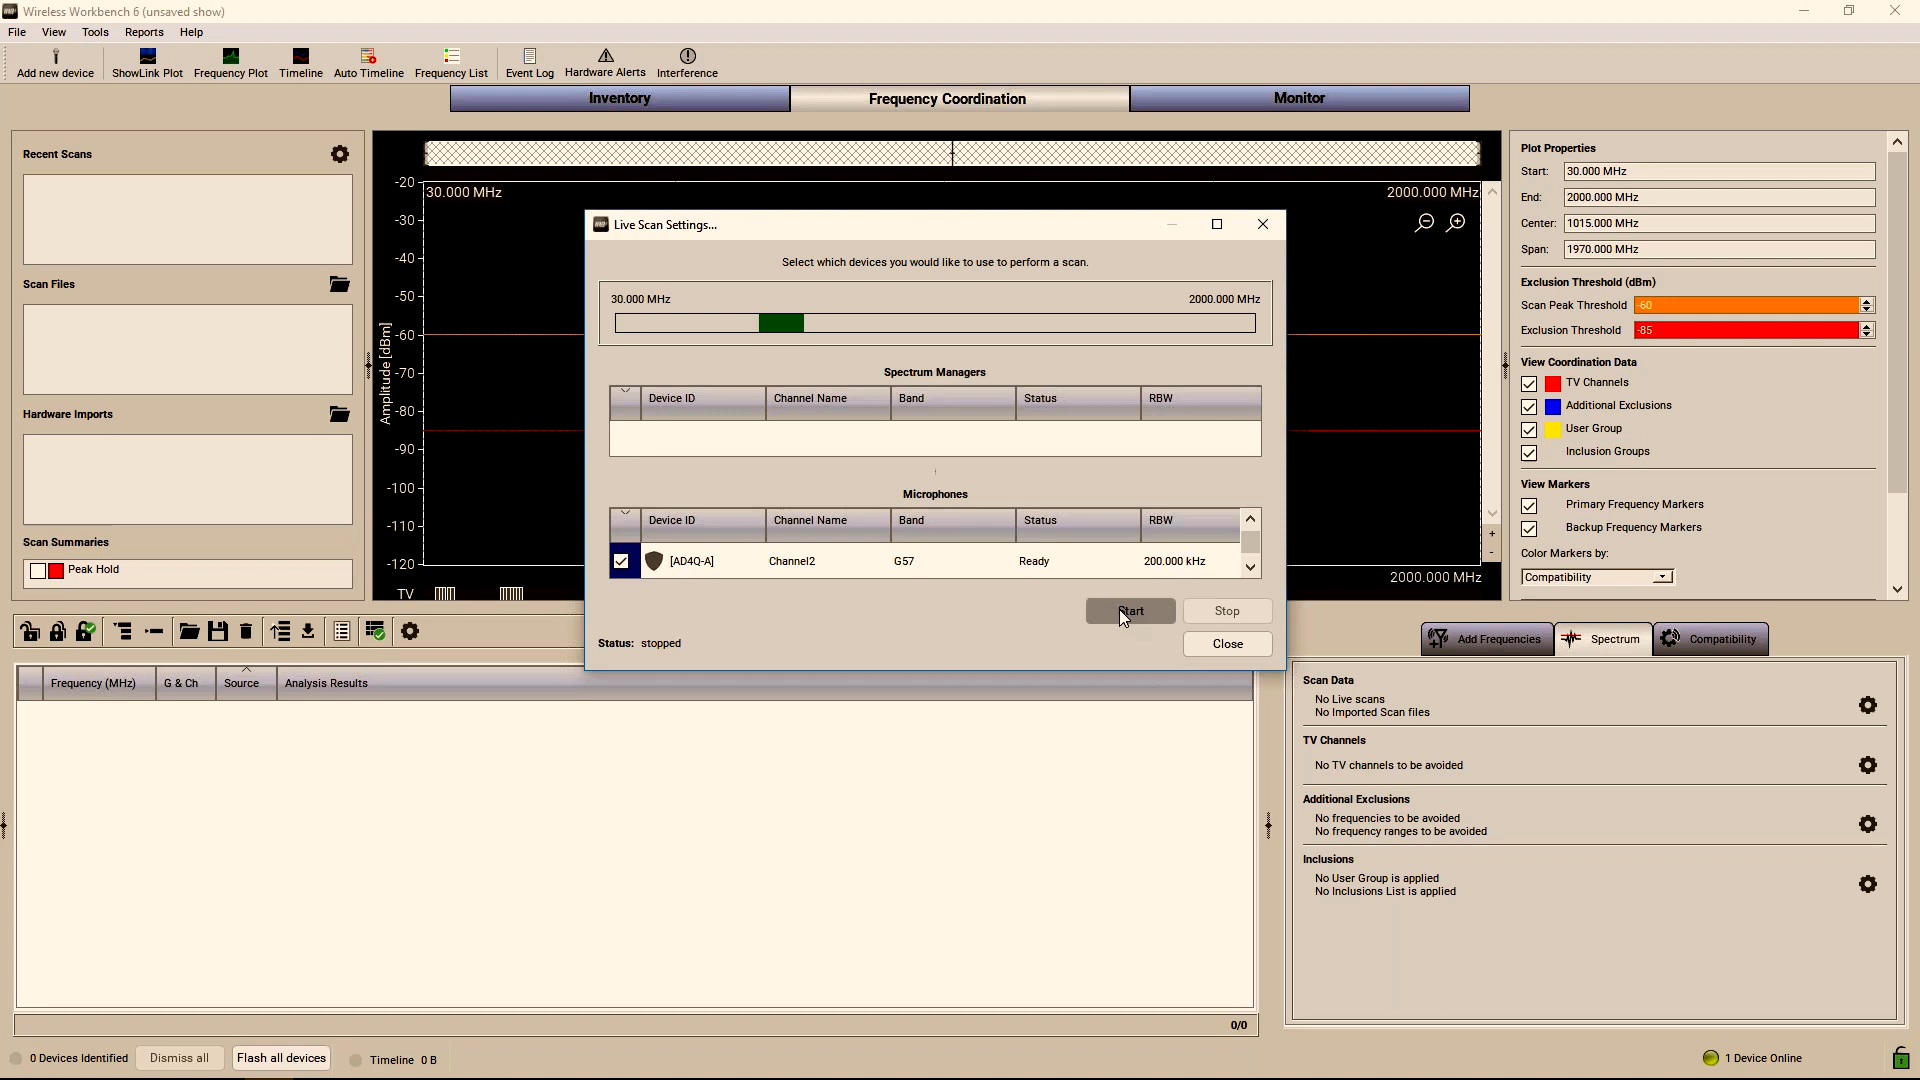 Wireless Workbench 6 (unsaved show)
File View Tools Reports Help
Add new device ShowLink Plot Frequency Plot Timeline Auto Timeline Frequency List Event Log Hardware Alerts Interference
Inventory Frequency Coordination Monitor
Recent Scans
Scan Files
Hardware Imports
Scan Summaries
Peak Hold
30.000 MHz 2000.000 MHz
Amplitude [dBm]
-20
-30
-40
-50
-60
-70
-80
-90
-100
-110
-120
2000.000 MHz
TV
Live Scan Settings...
Select which devices you would like to use to perform a scan.
30.000 MHz 2000.000 MHz
Spectrum Managers
Device ID Channel Name Band Status RBW
Microphones
Device ID Channel Name Band Status RBW
[AD4Q-A] Channel2 G57 Ready 200.000 kHz
Start Stop
Status: stopped
Close
Plot Properties
Start: 30.000 MHz
End: 2000.000 MHz
Center: 1015.000 MHz
Span: 1970.000 MHz
Exclusion Threshold (dBm)
Scan Peak Threshold -60
Exclusion Threshold -85
View Coordination Data
TV Channels
Additional Exclusions
User Group
Inclusion Groups
View Markers
Primary Frequency Markers
Backup Frequency Markers
Color Markers by:
Compatibility
+
-
Frequency (MHz) G & Ch Source Analysis Results
0/0
Add Frequencies Spectrum Compatibility
Scan Data
No Live scans
No Imported Scan files
TV Channels
No TV channels to be avoided
Additional Exclusions
No frequencies to be avoided
No frequency ranges to be avoided
Inclusions
No User Group is applied
No Inclusions List is applied
0 Devices Identified Dismiss all Flash all devices Timeline 0 B 1 Device Online